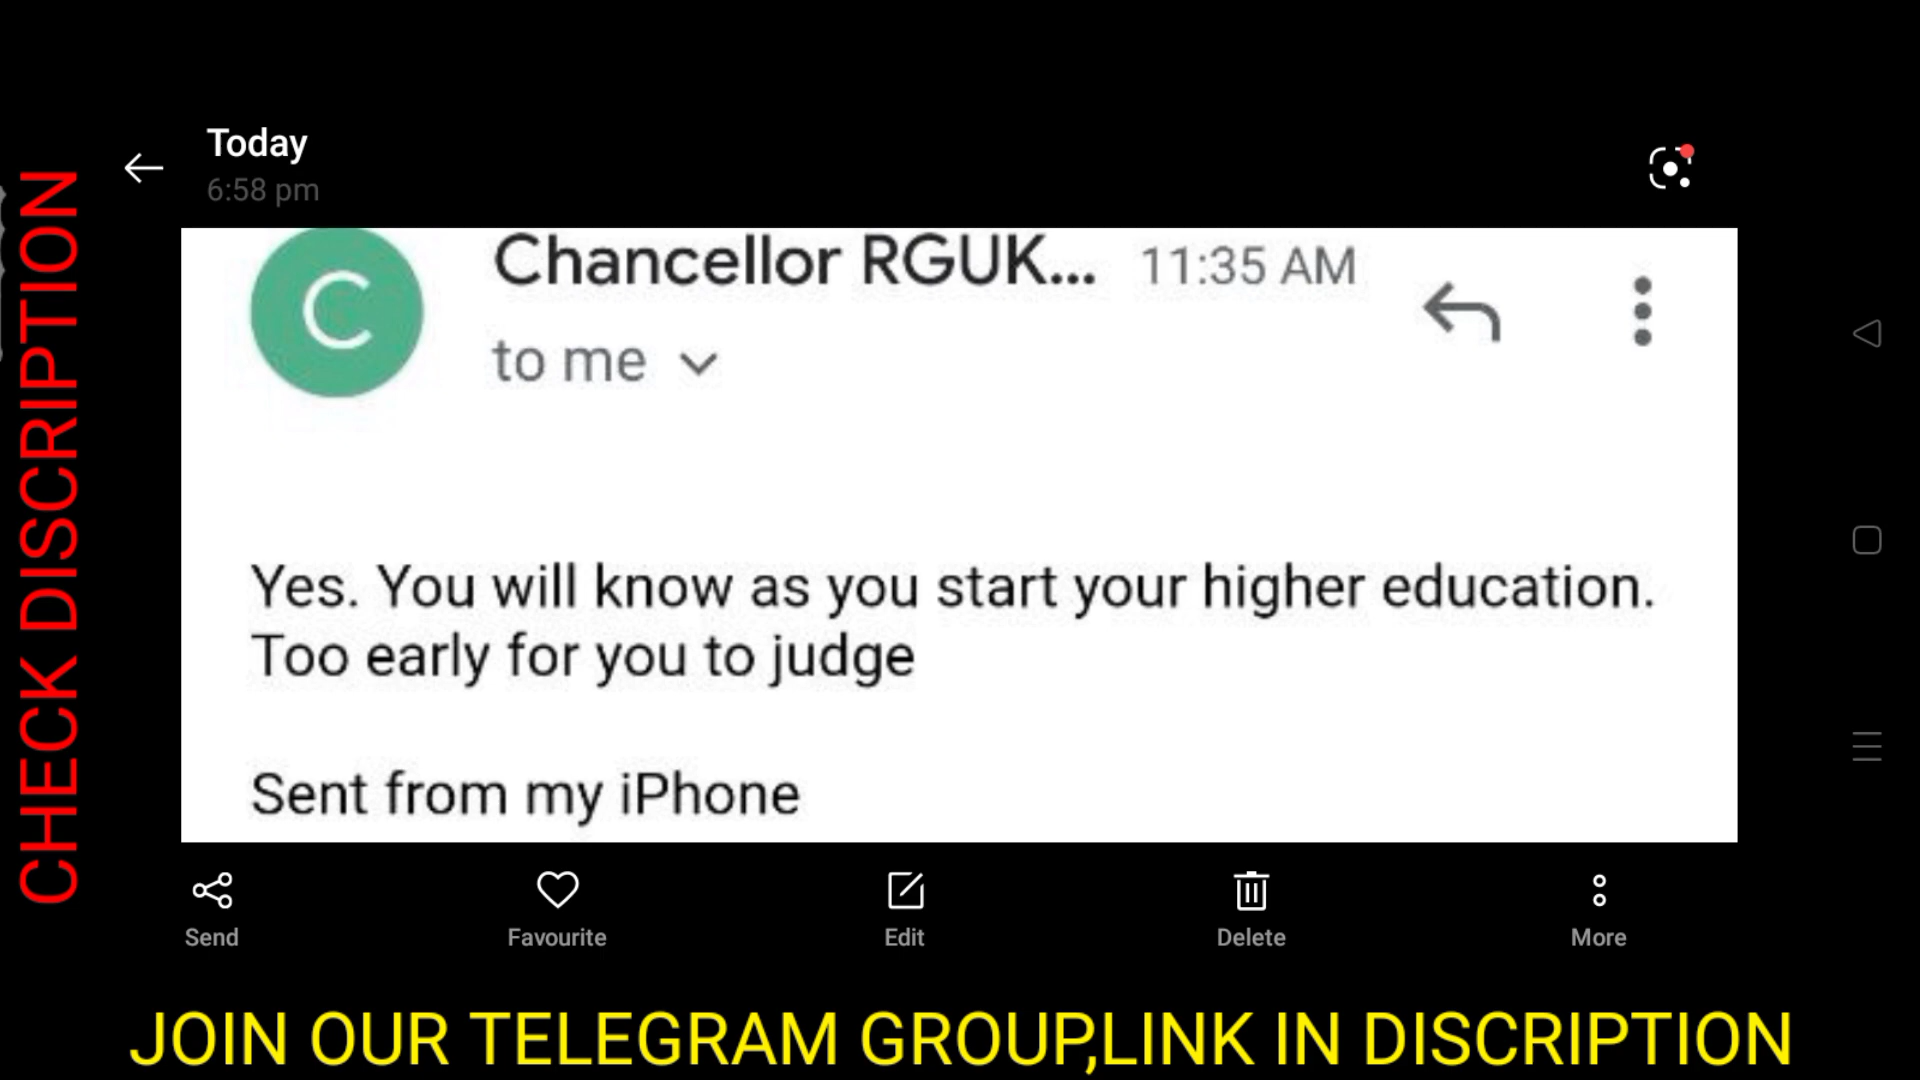 Today
6:58 pm
CHECK DISCRIPTION
C
Chancellor RGUK... 11:35 AM
to me
Yes. You will know as you start your higher education.
Too early for you to judge
Sent from my iPhone
Send Favourite Edit Delete More
JOIN OUR TELEGRAM GROUP,LINK IN DISCRIPTION